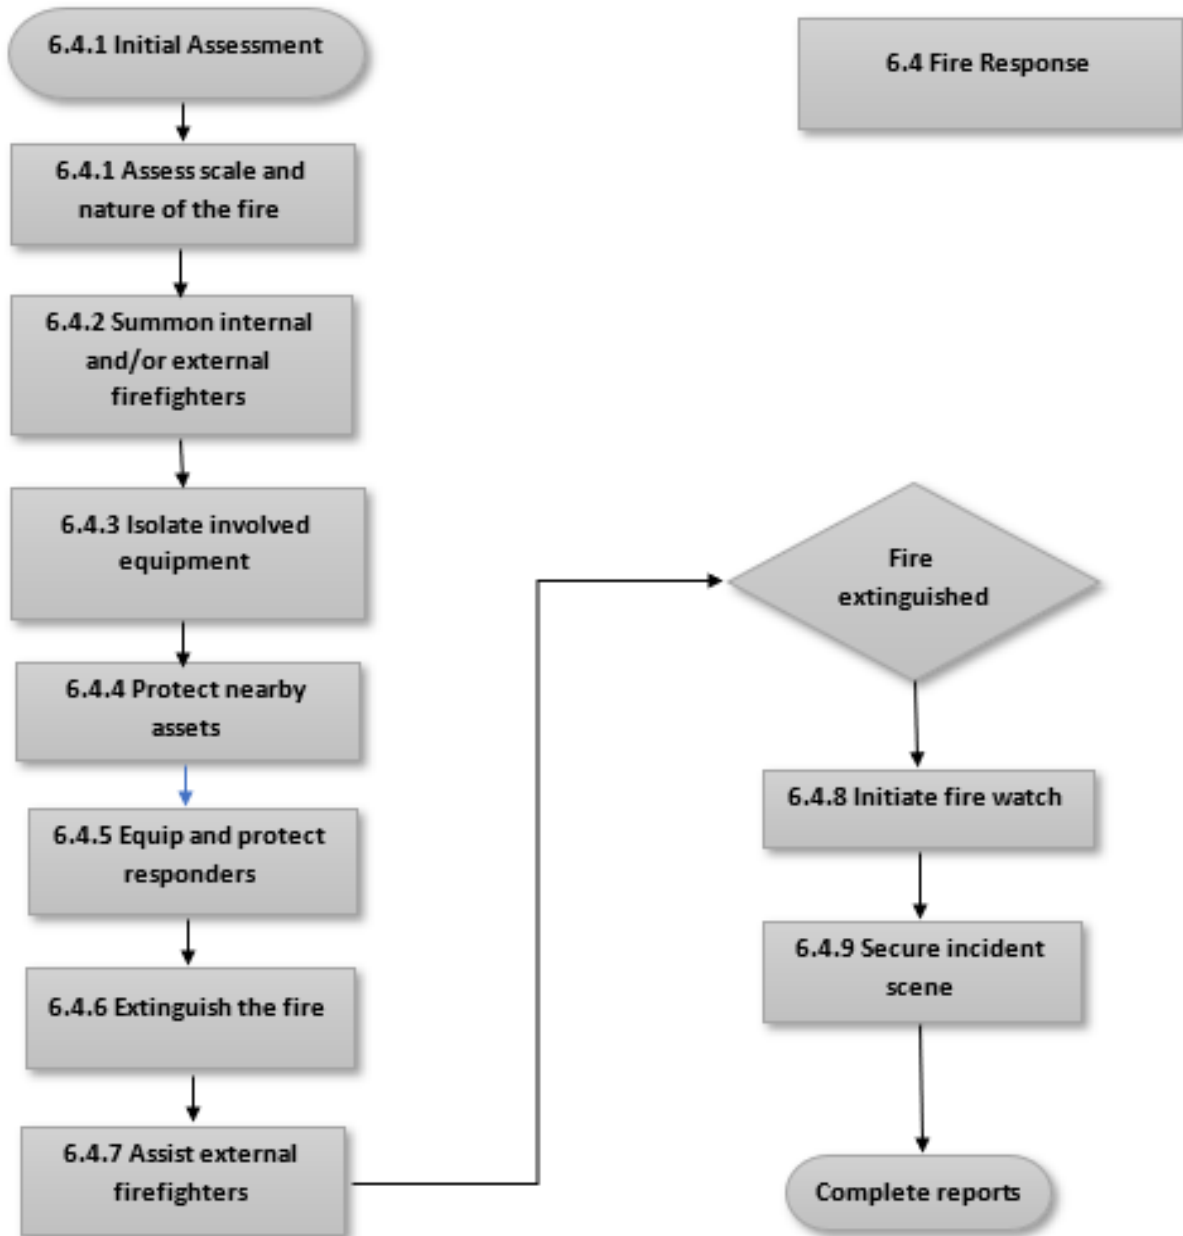 6.4.1 Initial Assessment
6.4 Fire Response
6.4.1 Assess scale and
nature of the fire
6.4.2 Summon internal
and/or external
firefighters
6.4.3 Isolate involved
equipment
6.4.4 Protect nearby
assets
6.4.5 Equip and protect
responders
6.4.6 Extinguish the fire
6.4.7 Assist external
firefighters
Fire
extinguished
6.4.8 Initiate fire watch
6.4.9 Secure incident
scene
Complete reports